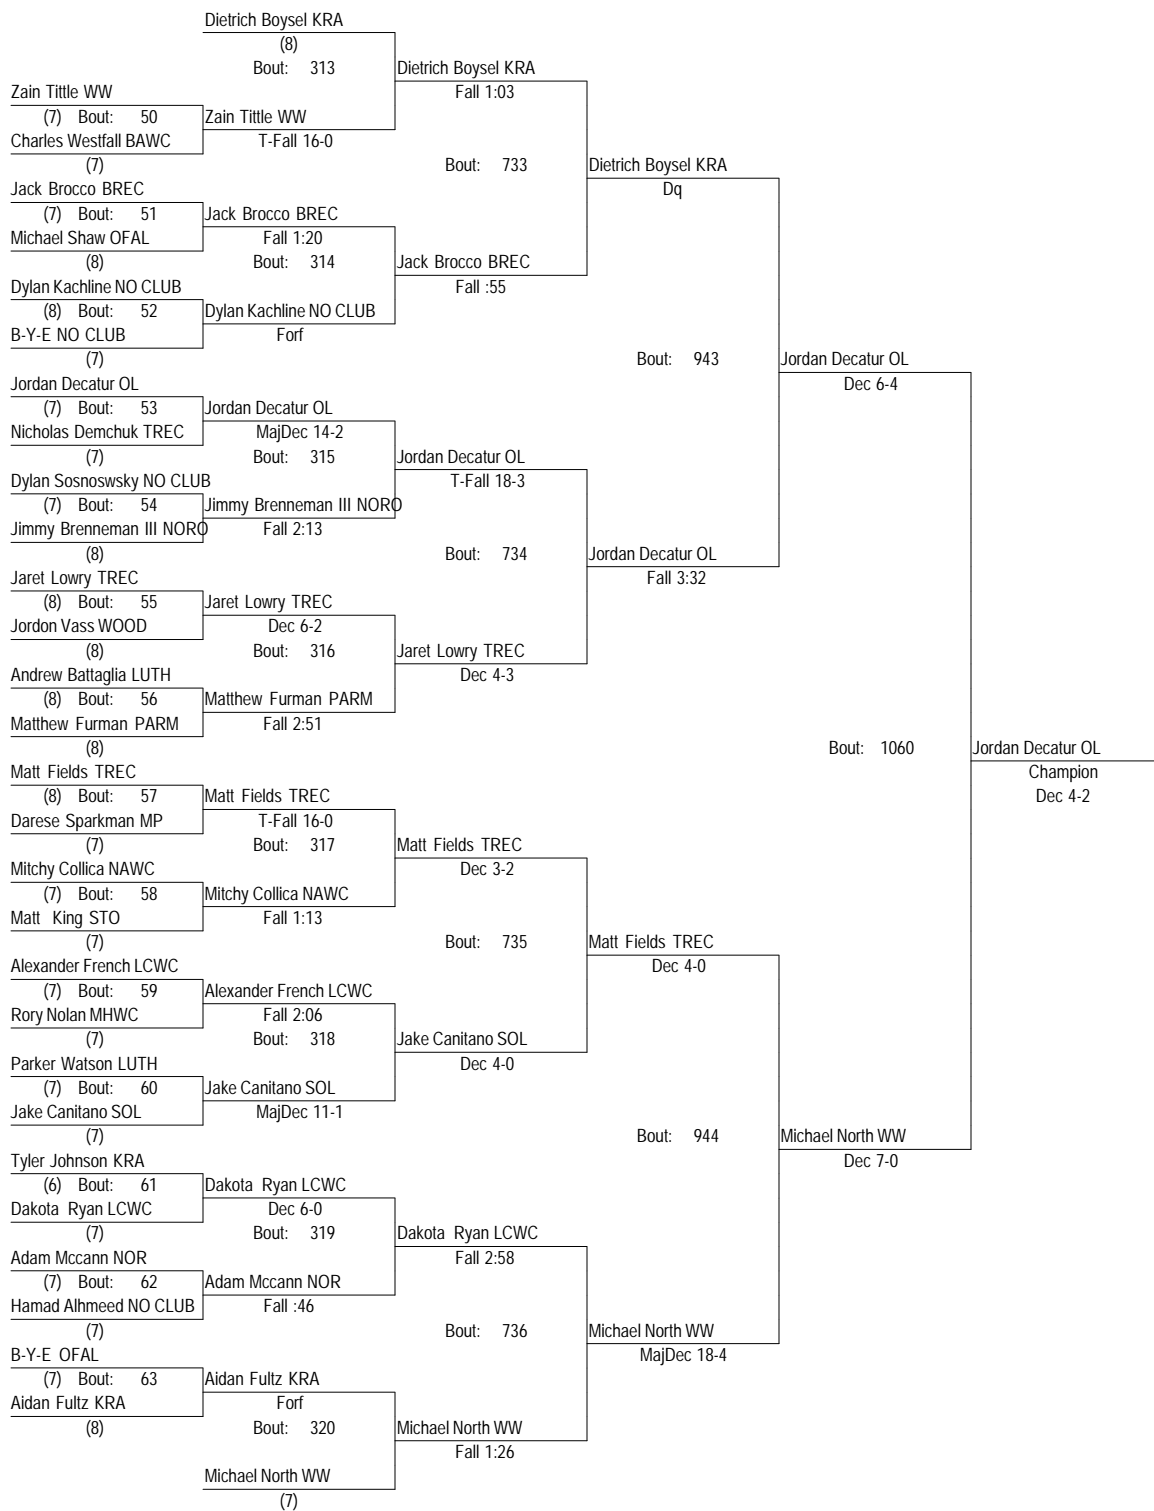 Dietrich Boysel KRA
(8)
Bout: 313 Dietrich Boysel KRA
Zain Tittle WW Fall 1:03
(7) Bout: 50 Zain Tittle WW
Charles Westfall BAWC T-Fall 16-0
(7) Bout: 733 Dietrich Boysel KRA
Jack Brocco BREC Dq
(7) Bout: 51 Jack Brocco BREC
Michael Shaw OFAL Fall 1:20
(8) Bout: 314 Jack Brocco BREC
Dylan Kachline NO CLUB Fall :55
(8) Bout: 52 Dylan Kachline NO CLUB
B-Y-E NO CLUB Forf
(7) Bout: 943 Jordan Decatur OL
Jordan Decatur OL Dec 6-4
(7) Bout: 53 Jordan Decatur OL
Nicholas Demchuk TREC MajDec 14-2
(7) Bout: 315 Jordan Decatur OL
Dylan Sosnoswsky NO CLUB T-Fall 18-3
(7) Bout: 54 Jimmy Brenneman III NORO
Jimmy Brenneman III NORO Fall 2:13
(8) Bout: 734 Jordan Decatur OL
Jaret Lowry TREC Fall 3:32
(8) Bout: 55 Jaret Lowry TREC
Jordon Vass WOOD Dec 6-2
(8) Bout: 316 Jaret Lowry TREC
Andrew Battaglia LUTH Dec 4-3
(8) Bout: 56 Matthew Furman PARM
Matthew Furman PARM Fall 2:51
(8) Bout: 1060 Jordan Decatur OL
Matt Fields TREC Champion
(8) Bout: 57 Matt Fields TREC Dec 4-2
Darese Sparkman MP T-Fall 16-0
(7) Bout: 317 Matt Fields TREC
Mitchy Collica NAWC Dec 3-2
(7) Bout: 58 Mitchy Collica NAWC
Matt King STO Fall 1:13
(7) Bout: 735 Matt Fields TREC
Alexander French LCWC Dec 4-0
(7) Bout: 59 Alexander French LCWC
Rory Nolan MHWC Fall 2:06
(7) Bout: 318 Jake Canitano SOL
Parker Watson LUTH Dec 4-0
(7) Bout: 60 Jake Canitano SOL
Jake Canitano SOL MajDec 11-1
(7) Bout: 944 Michael North WW
Tyler Johnson KRA Dec 7-0
(6) Bout: 61 Dakota Ryan LCWC
Dakota Ryan LCWC Dec 6-0
(7) Bout: 319 Dakota Ryan LCWC
Adam Mccann NOR Fall 2:58
(7) Bout: 62 Adam Mccann NOR
Hamad Alhmeed NO CLUB Fall :46
(7) Bout: 736 Michael North WW
B-Y-E OFAL MajDec 18-4
(7) Bout: 63 Aidan Fultz KRA
Aidan Fultz KRA Forf
(8) Bout: 320 Michael North WW
Fall 1:26
Michael North WW
(7)